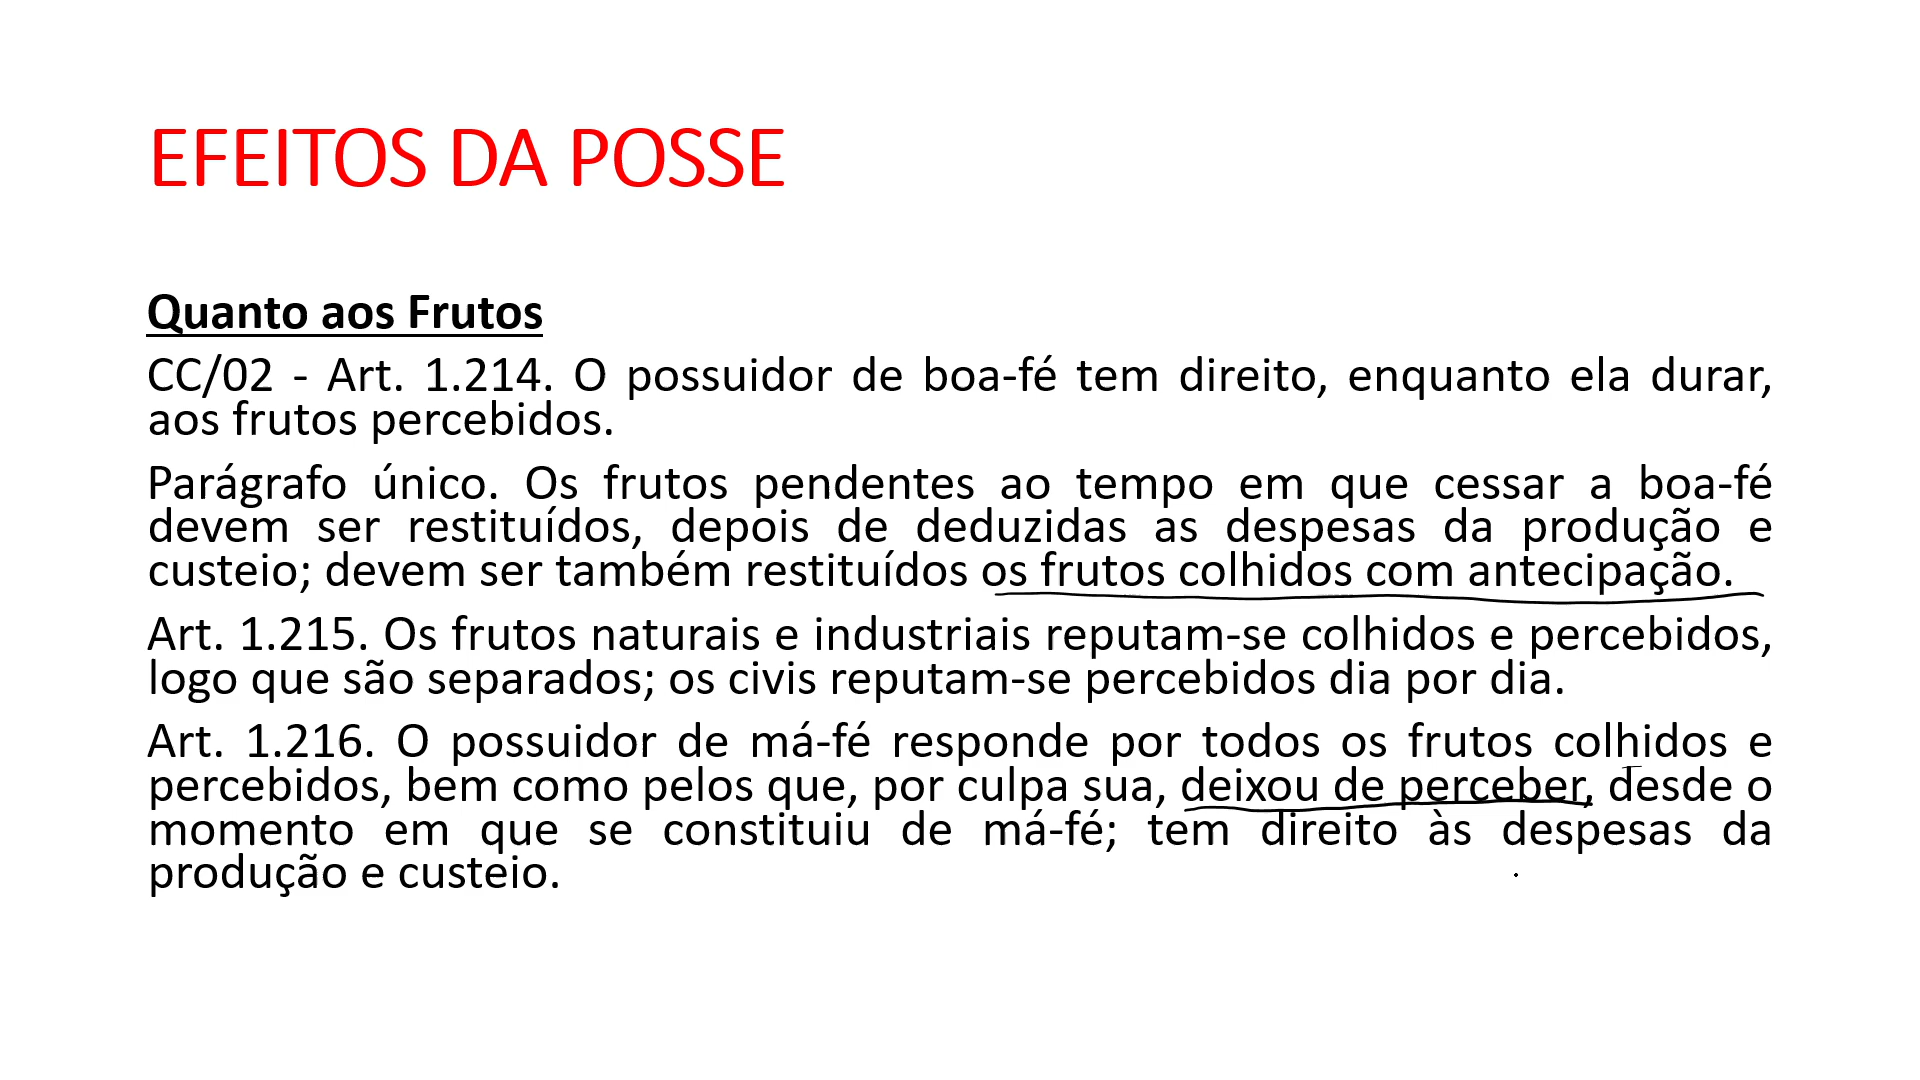 EFEITOS DA POSSE
Quanto aos Frutos
CC/02 - Art. 1.214. O possuidor de boa-fé tem direito, enquanto ela durar,
aos frutos percebidos.
Parágrafo único. Os frutos pendentes ao tempo em que cessar a boa-fé
devem ser restituídos, depois de deduzidas as despesas da produção e
custeio; devem ser também restituídos os frutos colhidos com antecipação.
Art. 1.215. Os frutos naturais e industriais reputam-se colhidos e percebidos,
logo que são separados; os civis reputam-se percebidos dia por dia.
Art. 1.216. O possuidor de má-fé responde por todos os frutos colhidos e
percebidos, bem como pelos que, por culpa sua, deixou de perceber, desde o
momento em que se constituiu de má-fé; tem direito às despesas da
produção e custeio.